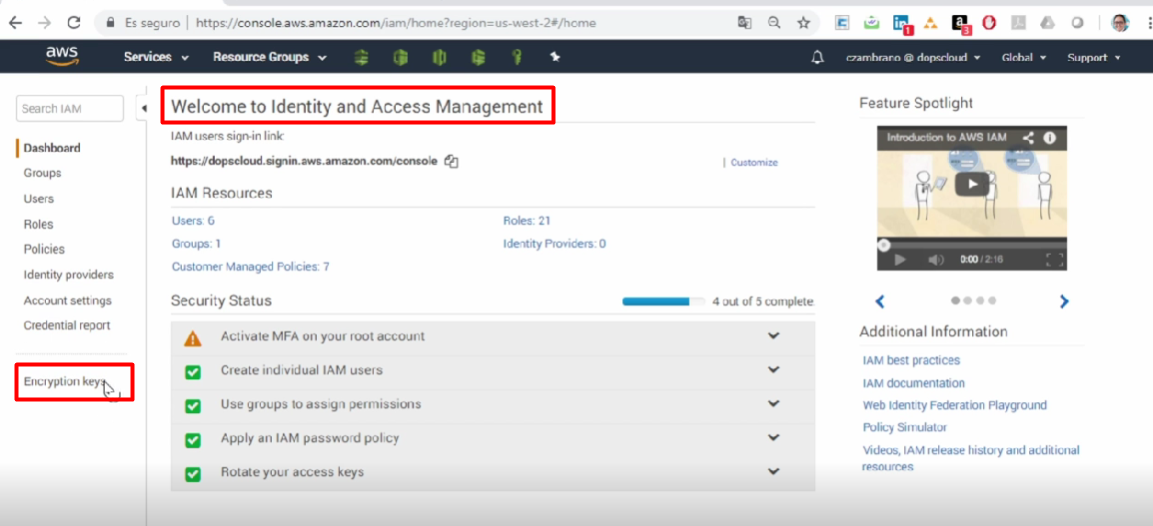 Es seguro | https://console.aws.amazon.com/iam/home?region=us-west-2#/home
1
a
3
aws
Services
Resource Groups
czambrano @ dopscloud
Global
Support
Search IAM
Dashboard
Groups
Users
Roles
Policies
Identity providers
Account settings
Credential report
Encryption keys
Welcome to Identity and Access Management
IAM users sign-in link:
https://dopscloud.signin.aws.amazon.com/console
| Customize
IAM Resources
Users: 6
Roles: 21
Groups: 1
Identity Providers: 0
Customer Managed Policies: 7
Security Status
4 out of 5 complete
Activate MFA on your root account
Create individual IAM users
Use groups to assign permissions
Apply an IAM password policy
Rotate your access keys
Feature Spotlight
Introduction to AWS IAM
0:00 / 2:16
Additional Information
IAM best practices
IAM documentation
Web Identity Federation Playground
Policy Simulator
Videos, IAM release history and additional
resources